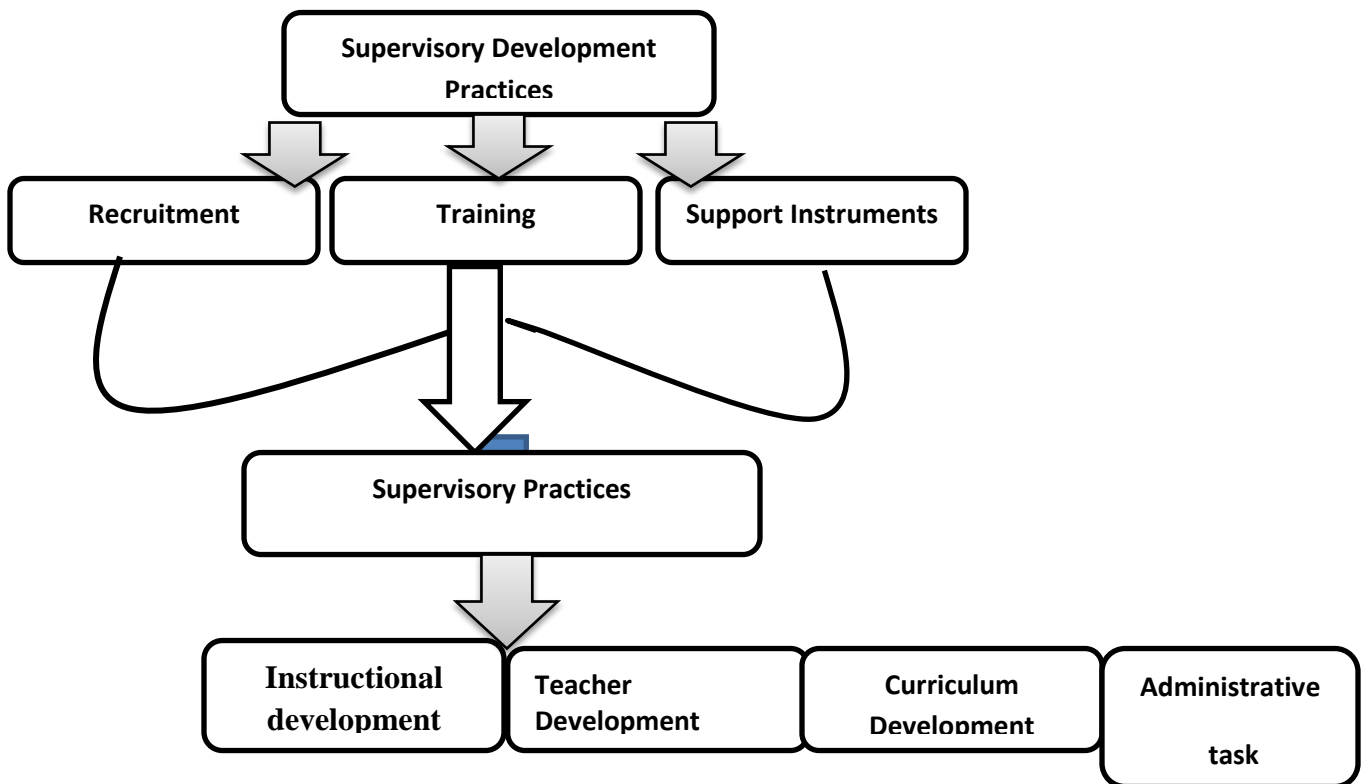 Supervisory Development
Practices
Recruitment
Training
Support Instruments
Supervisory Practices
Instructional
development
Teacher
Development
Curriculum
Development
Administrative
task